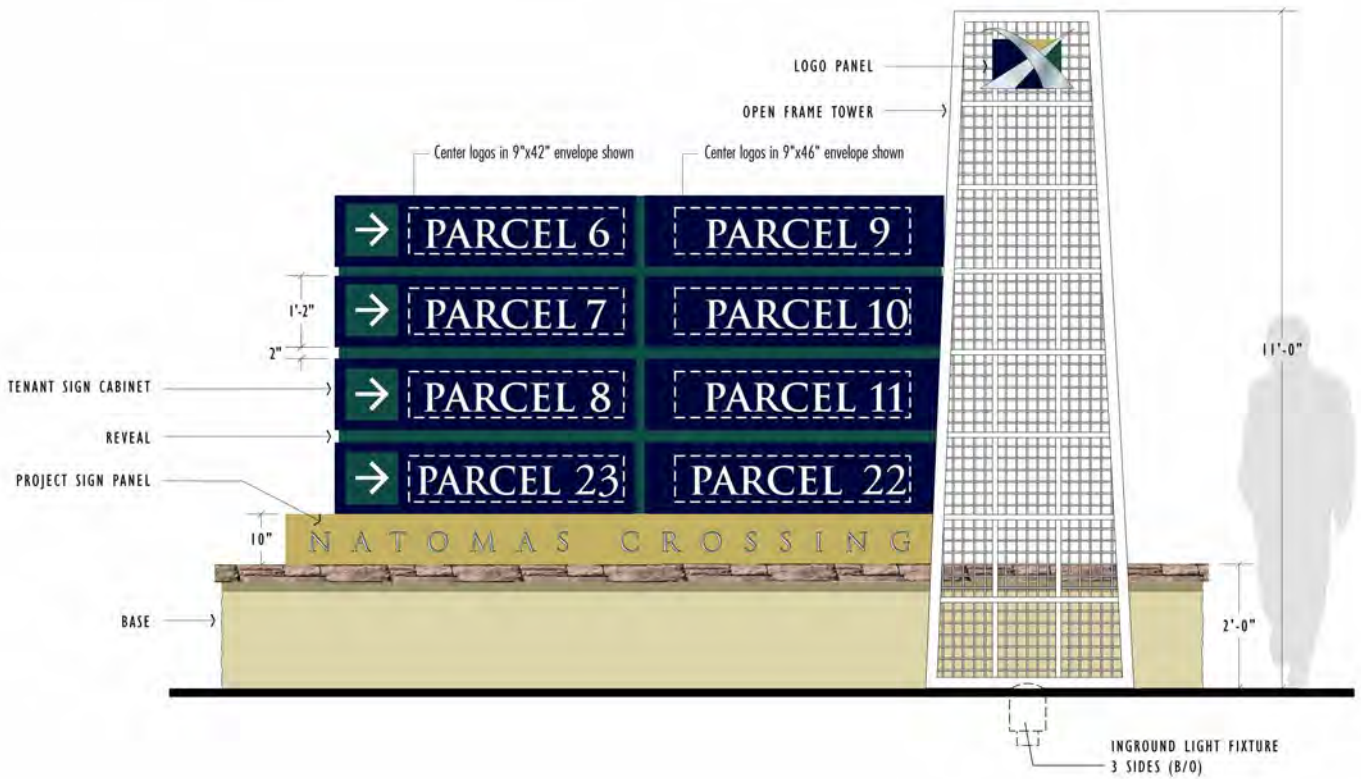 LOGO PANEL
OPEN FRAME TOWER
Center logos in 9"x42" envelope shown
Center logos in 9"x46" envelope shown
PARCEL 6
PARCEL 9
1'-2"
PARCEL 7
PARCEL 10
2"
11'-0"
TENANT SIGN CABINET
PARCEL 8
PARCEL 11
REVEAL
PROJECT SIGN PANEL
PARCEL 23
PARCEL 22
10"
NATOMAS CROSSING
BASE
2'-0"
INGROUND LIGHT FIXTURE
3 SIDES (B/O)